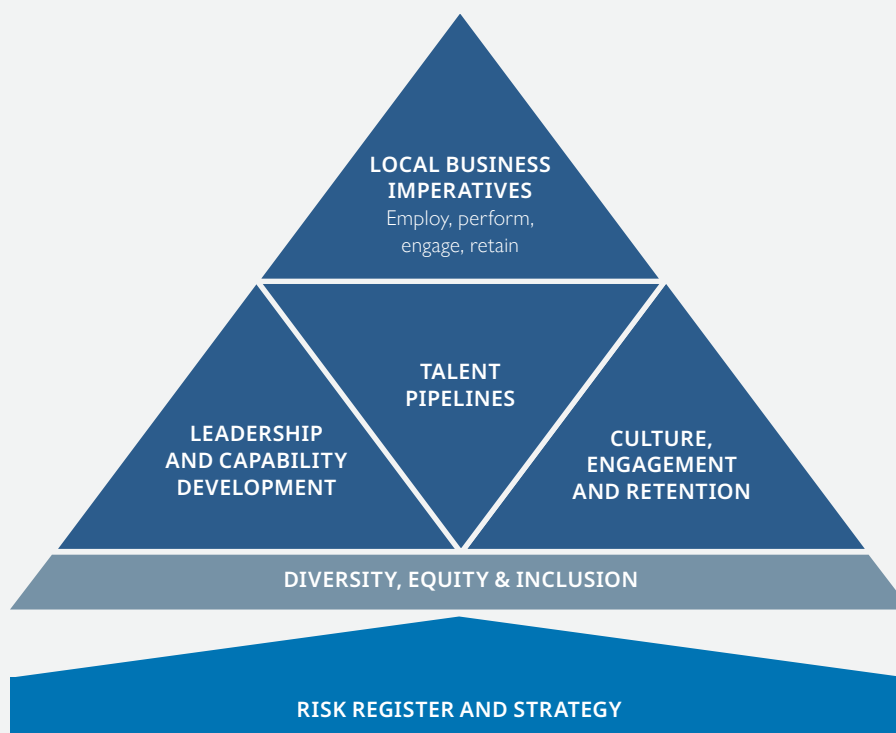 LOCAL BUSINESS
IMPERATIVES
Employ, perform,
engage, retain
TALENT
PIPELINES
LEADERSHIP
AND CAPABILITY
DEVELOPMENT
CULTURE,
ENGAGEMENT
AND RETENTION
DIVERSITY, EQUITY & INCLUSION
RISK REGISTER AND STRATEGY